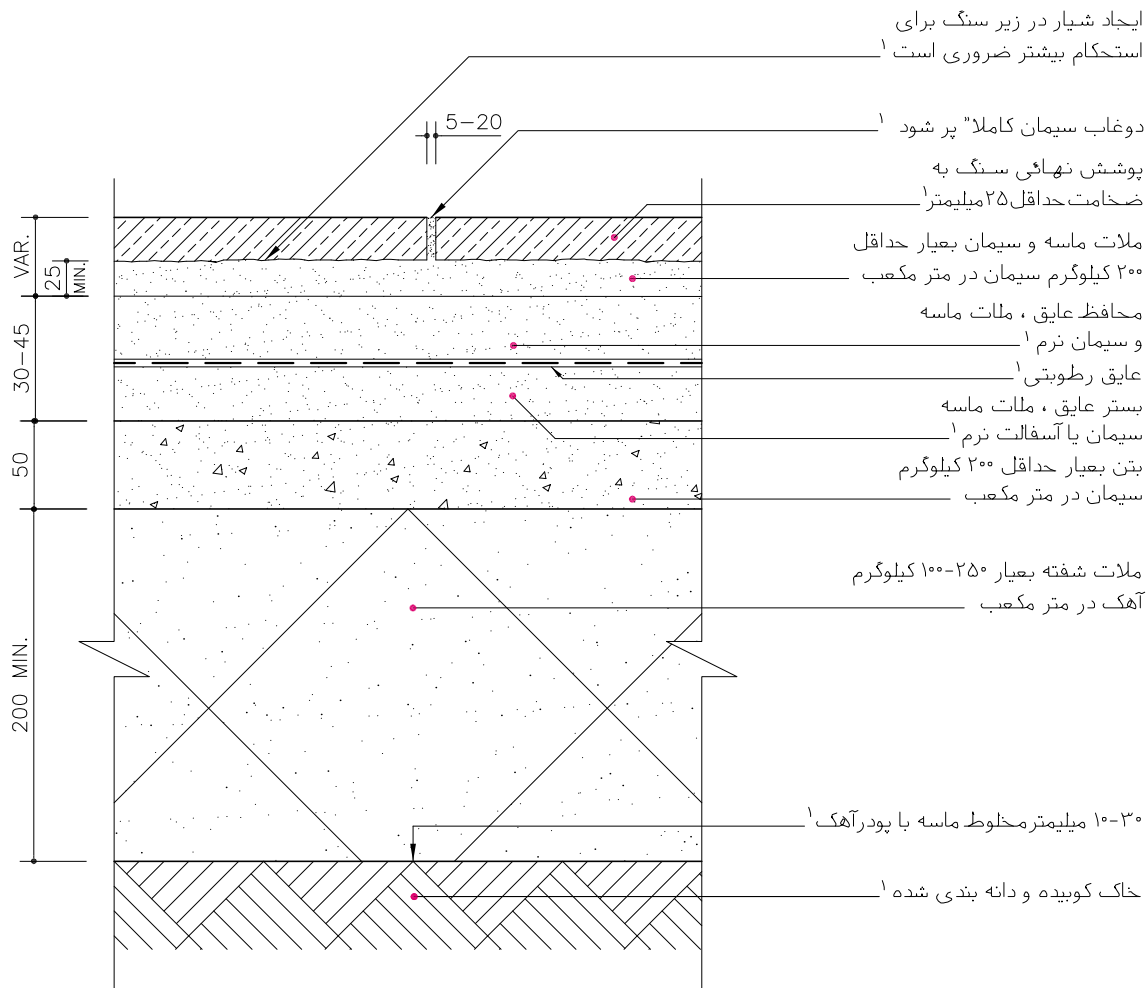 ایجاد شیار در زیر سنگ برای
استحکام بیشتر ضروری است ۱
5-20
دوغاب سیمان کاملا" پر شود ۱
پوشش نهائی سنگ به
ضخامت حداقل ۲۵ میلیمتر ۱
ملات ماسه و سیمان بعیار حداقل
۲۰۰ کیلوگرم سیمان در متر مکعب
محافظ عایق ، ملات ماسه
و سیمان نرم ۱
عایق رطوبتی ۱
بستر عایق ، ملات ماسه
سیمان یا آسفالت نرم ۱
بتن بعیار حداقل ۲۰۰ کیلوگرم
سیمان در متر مکعب
ملات شفته بعیار ۲۵۰-۱۰۰ کیلوگرم
آهک در متر مکعب
۳۰-۱۰ میلیمتر مخلوط ماسه با پودر آهک ۱
خاک کوبیده و دانه بندی شده ۱
VAR.
25
MIN.
30-45
50
200 MIN.